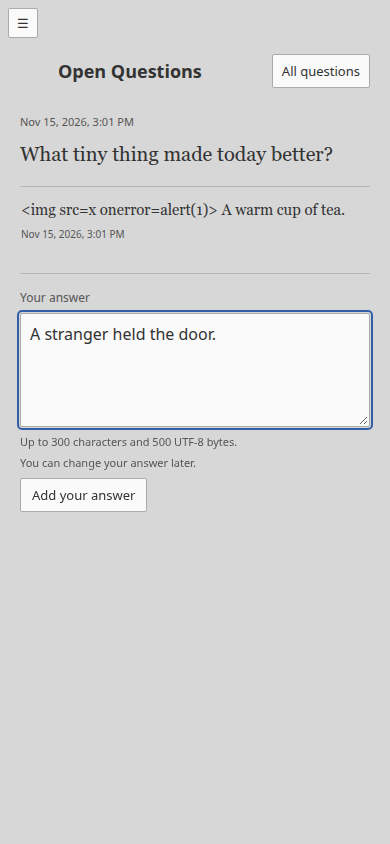 ☰
Open Questions
All questions
Nov 15, 2026, 3:01 PM
What tiny thing made today better?
<img src=x onerror=alert(1)> A warm cup of tea.
Nov 15, 2026, 3:01 PM
Your answer
A stranger held the door.
Up to 300 characters and 500 UTF-8 bytes.
You can change your answer later.
Add your answer